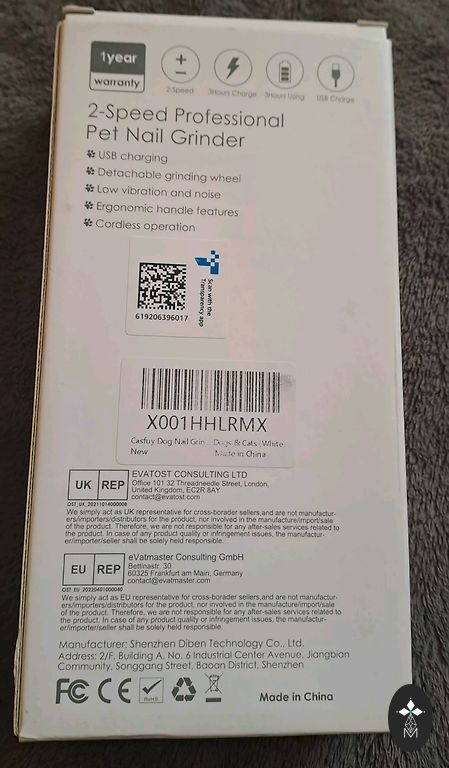 1year
warranty
2-Speed
3Hours Charge
3Hours Using
USB Charge
2-Speed Professional
Pet Nail Grinder
USB charging
Detachable grinding wheel
Low vibration and noise
Ergonomic handle features
Cordless operation
Scan with the
Transparency app
619206396017
X001HHLRMX
Casfuy Dog Nail Grin... Dogs & Cats (White
New
Made in China
UK REP
EVATOST CONSULTING LTD
Office 101 32 Threadneedle Street, London,
United Kingdom, EC2R 8AY
contact@evatost.com
OST_UK_20211014000008
We simply act as UK representative for cross-border sellers,and are not manufactur-
ers/importers/distributors for the product, nor involved in the manufacture/import/sale
of the product. Therefore, we are not responsible for any after-sales services related to
the product. In case of any product quality or infringement issues, the manufactur-
er/importer/seller shall be solely held responsible.
EU REP
eVatmaster Consulting GmbH
Bettinastr. 30
60325 Frankfurt am Main, Germany
contact@evatmaster.com
OST_EU_20220401000040
We simply act as EU representative for cross-boarder sellers,and are not manufactur-
ers/importers/distributors for the product, nor involved in the manufacture/import/sale
of the product. Therefore, we are not responsible for any after-sales services related to
the product. In case of any product quality or infringement issues, the manufactur-
er/importer/seller shall be solely held responsible.
Manufacturer: Shenzhen Diben Technology Co., Ltd.
Address: 2/F, Building A, No. 6 Industrial Center Avenue, Jiangbian
Community, Songgang Street, Baoan District, Shenzhen
FC CE RoHS
Made in China
M